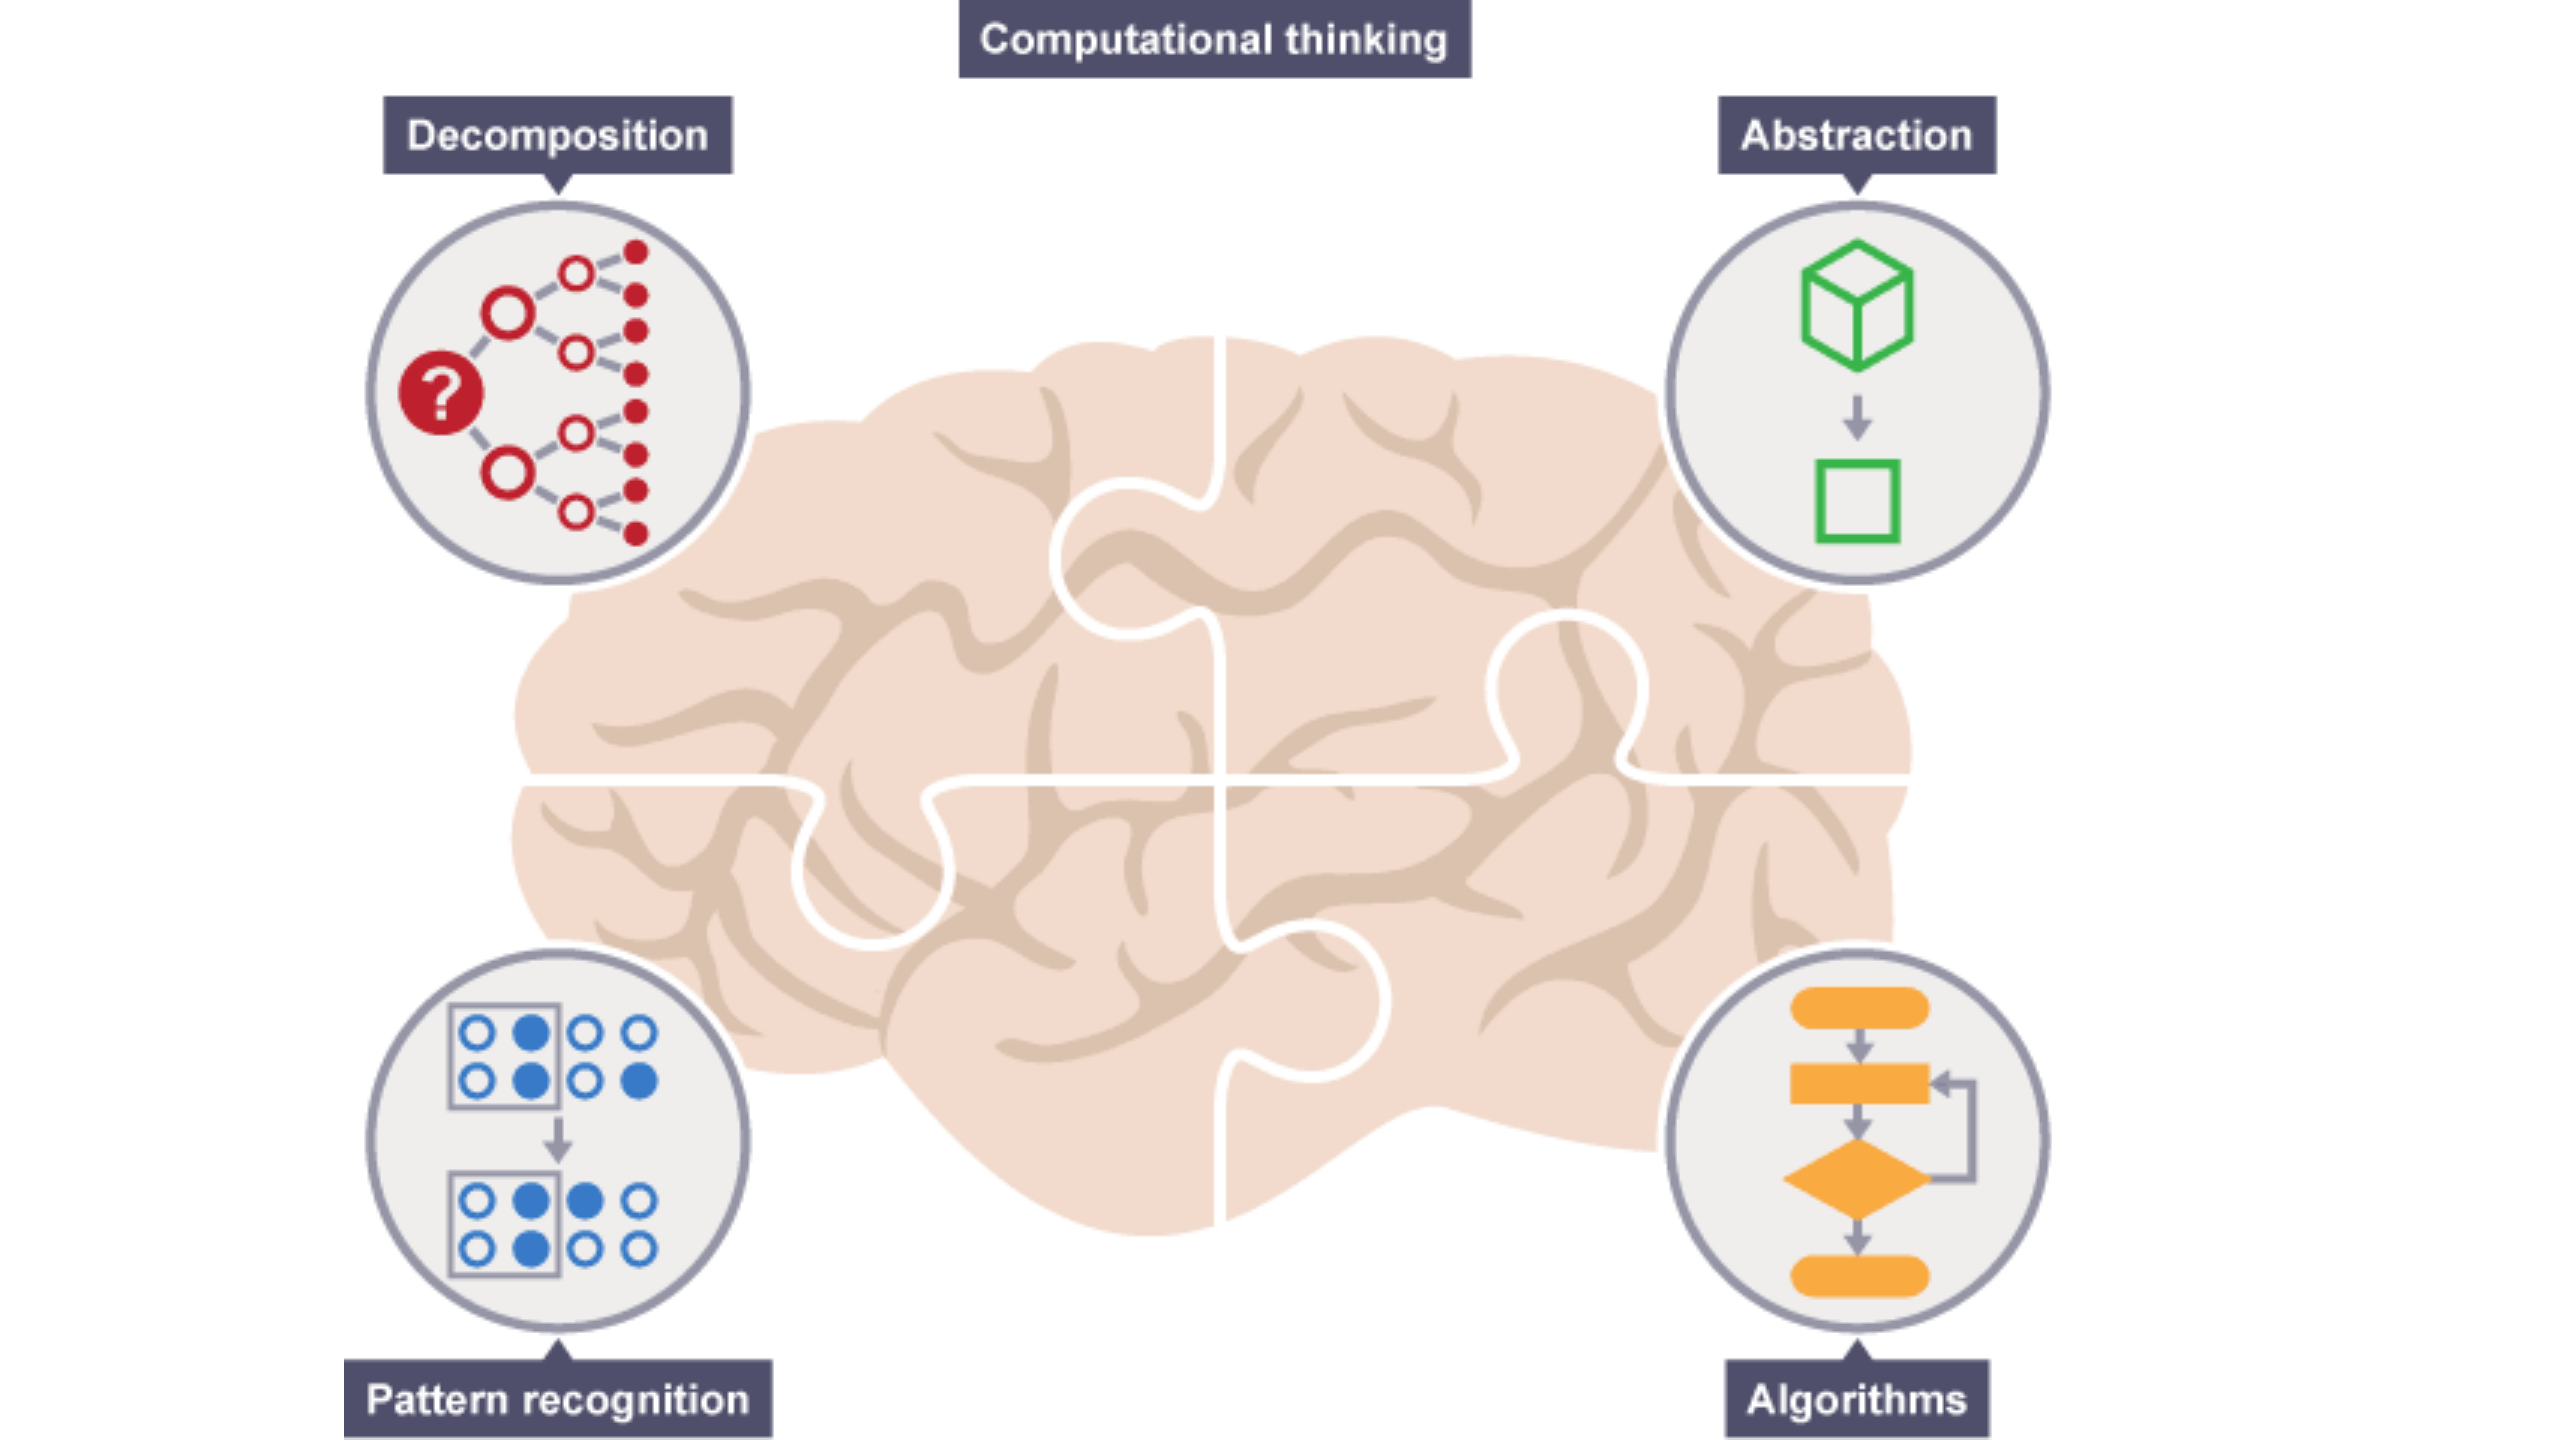 Computational thinking
Decomposition
Abstraction
?
Pattern recognition
Algorithms